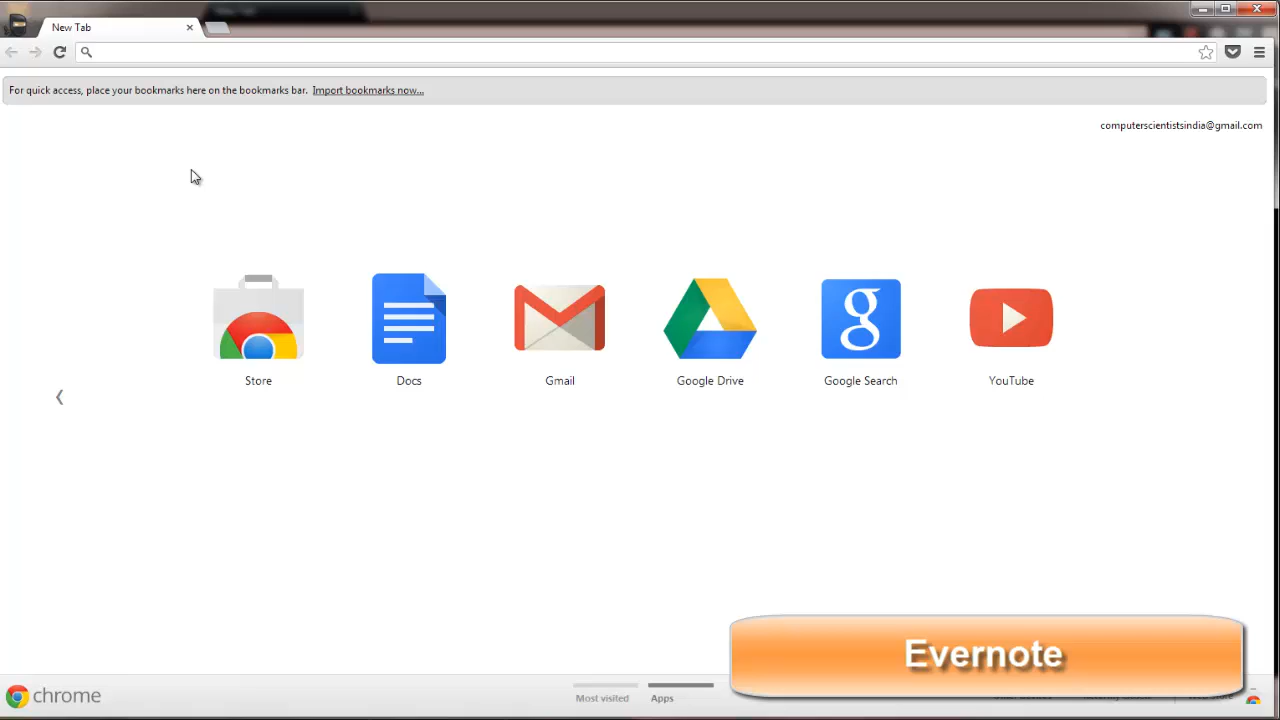 New Tab
For quick access, place your bookmarks here on the bookmarks bar. Import bookmarks now...
computerscientistsindia@gmail.com
Store
Docs
Gmail
Google Drive
Google Search
YouTube
Evernote
chrome
Most visited
Apps